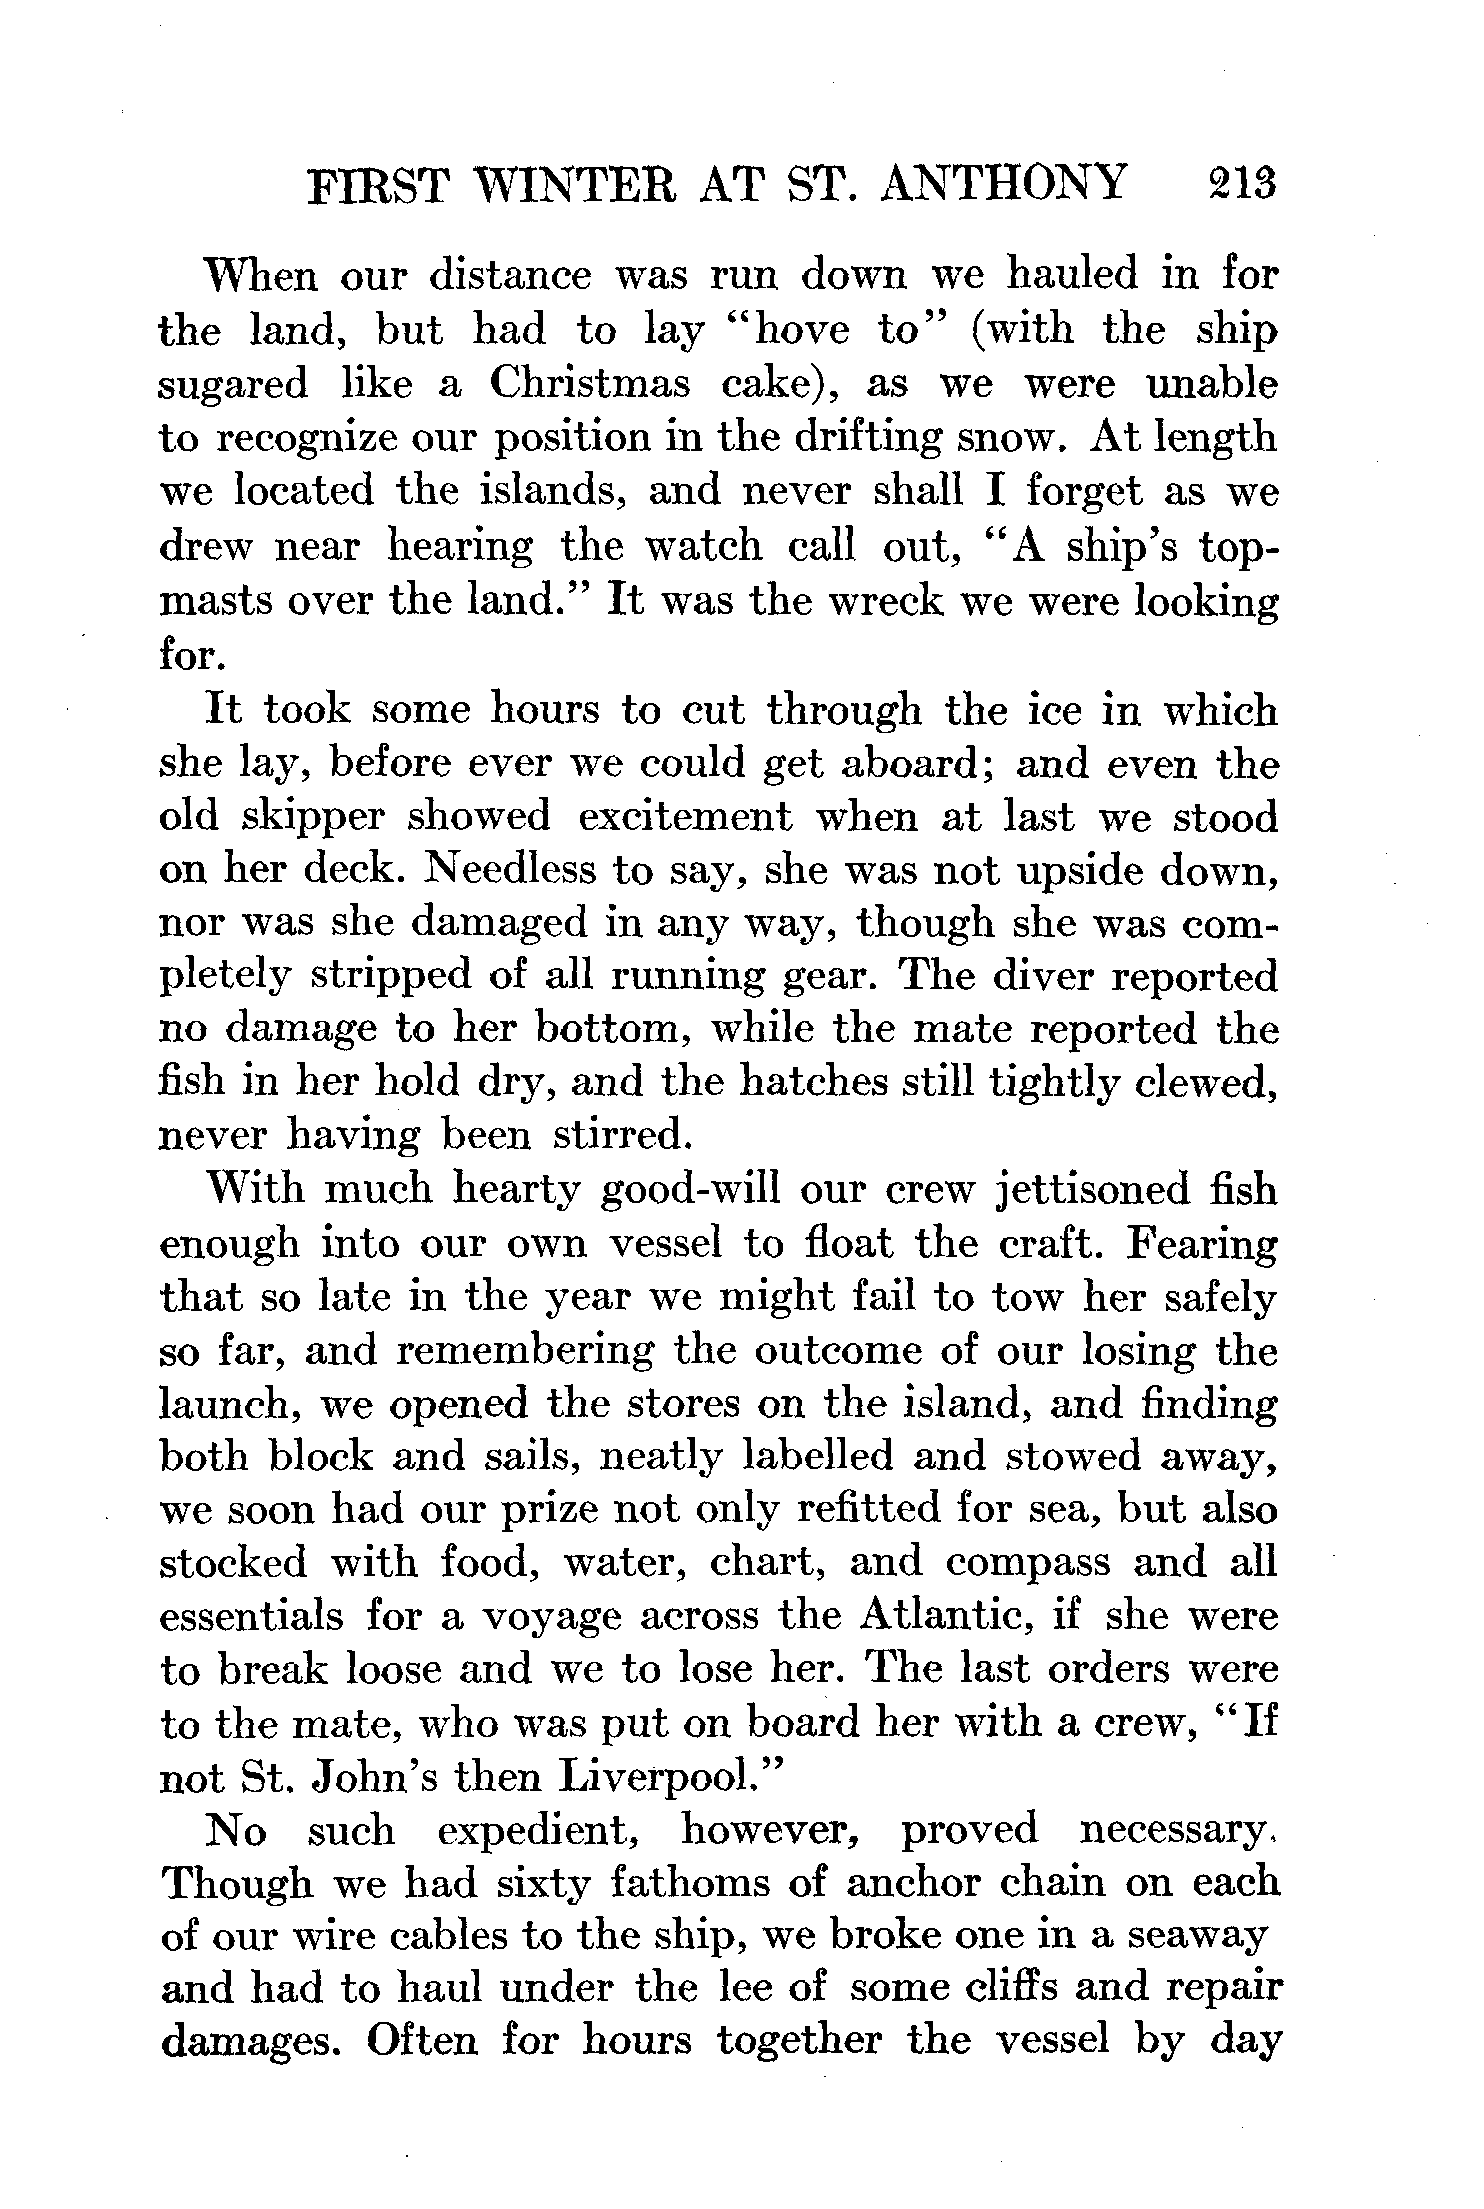 FIRST WINTER AT ST. ANTHONY 213
When our distance was run down we hauled in for
the land, but had to lay “hove to” (with the ship
sugared like a Christmas cake), as we were unable
to recognize our position in the drifting snow. At length
we located the islands, and never shall I forget as we
drew near hearing the watch call out, “A ship’s top-
masts over the land.” It was the wreck we were looking
for.
It took some hours to cut through the ice in which
she lay, before ever we could get aboard; and even the
old skipper showed excitement when at last we stood
on her deck. Needless to say, she was not upside down,
nor was she damaged in any way, though she was com-
pletely stripped of all running gear. The diver reported
no damage to her bottom, while the mate reported the
fish in her hold dry, and the hatches still tightly clewed,
never having been stirred.
With much hearty good-will our crew jettisoned fish
enough into our own vessel to float the craft. Fearing
that so late in the year we might fail to tow her safely
so far, and remembering the outcome of our losing the
launch, we opened the stores on the island, and finding
both block and sails, neatly labelled and stowed away,
we soon had our prize not only refitted for sea, but also
stocked with food, water, chart, and compass and all
essentials for a voyage across the Atlantic, if she were
to break loose and we to lose her. The last orders were
to the mate, who was put on board her with a crew, “If
not St. John’s then Liverpool.”
No such expedient, however, proved necessary.
Though we had sixty fathoms of anchor chain on each
of our wire cables to the ship, we broke one in a seaway
and had to haul under the lee of some cliffs and repair
damages. Often for hours together the vessel by day